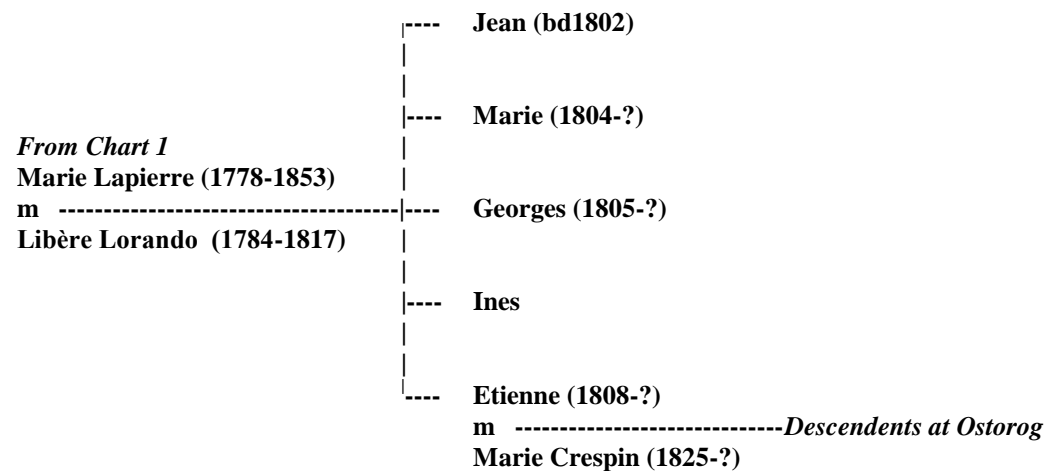 Jean (bd1802)
Marie (1804-?)
From Chart 1
Marie Lapierre (1778-1853)
m ------------------------------------- ---- Georges (1805-?)
Libère Lorando (1784-1817)
Ines
Etienne (1808-?)
m ------------------------------Descendents at Ostorog
Marie Crespin (1825-?)